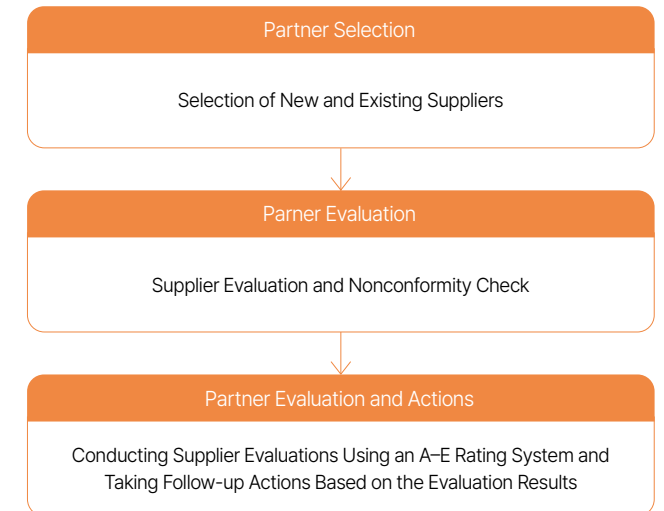 Partner Selection
Selection of New and Existing Suppliers
Parner Evaluation
Supplier Evaluation and Nonconformity Check
Partner Evaluation and Actions
Conducting Supplier Evaluations Using an A–E Rating System and
Taking Follow-up Actions Based on the Evaluation Results